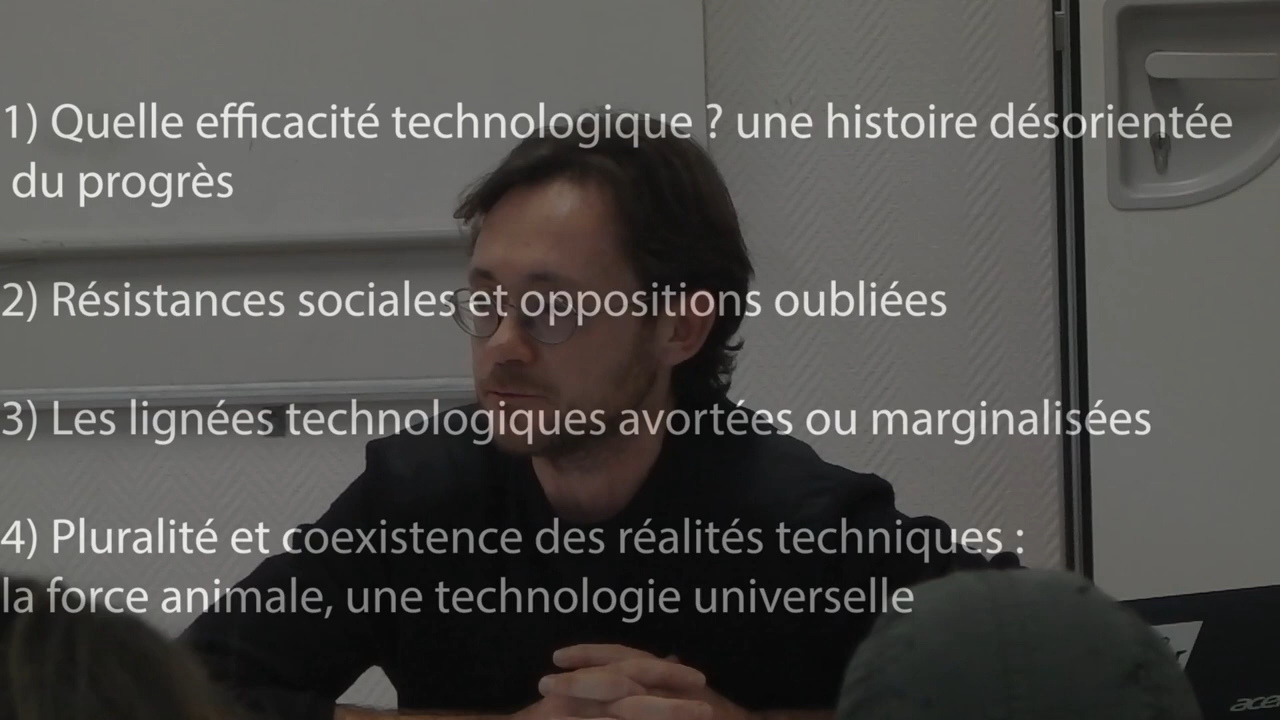 1) Quelle efficacité technologique ? une histoire désorientée
du progrès
2) Résistances sociales et oppositions oubliées
3) Les lignées technologiques avortées ou marginalisées
4) Pluralité et coexistence des réalités techniques :
la force animale, une technologie universelle
acer